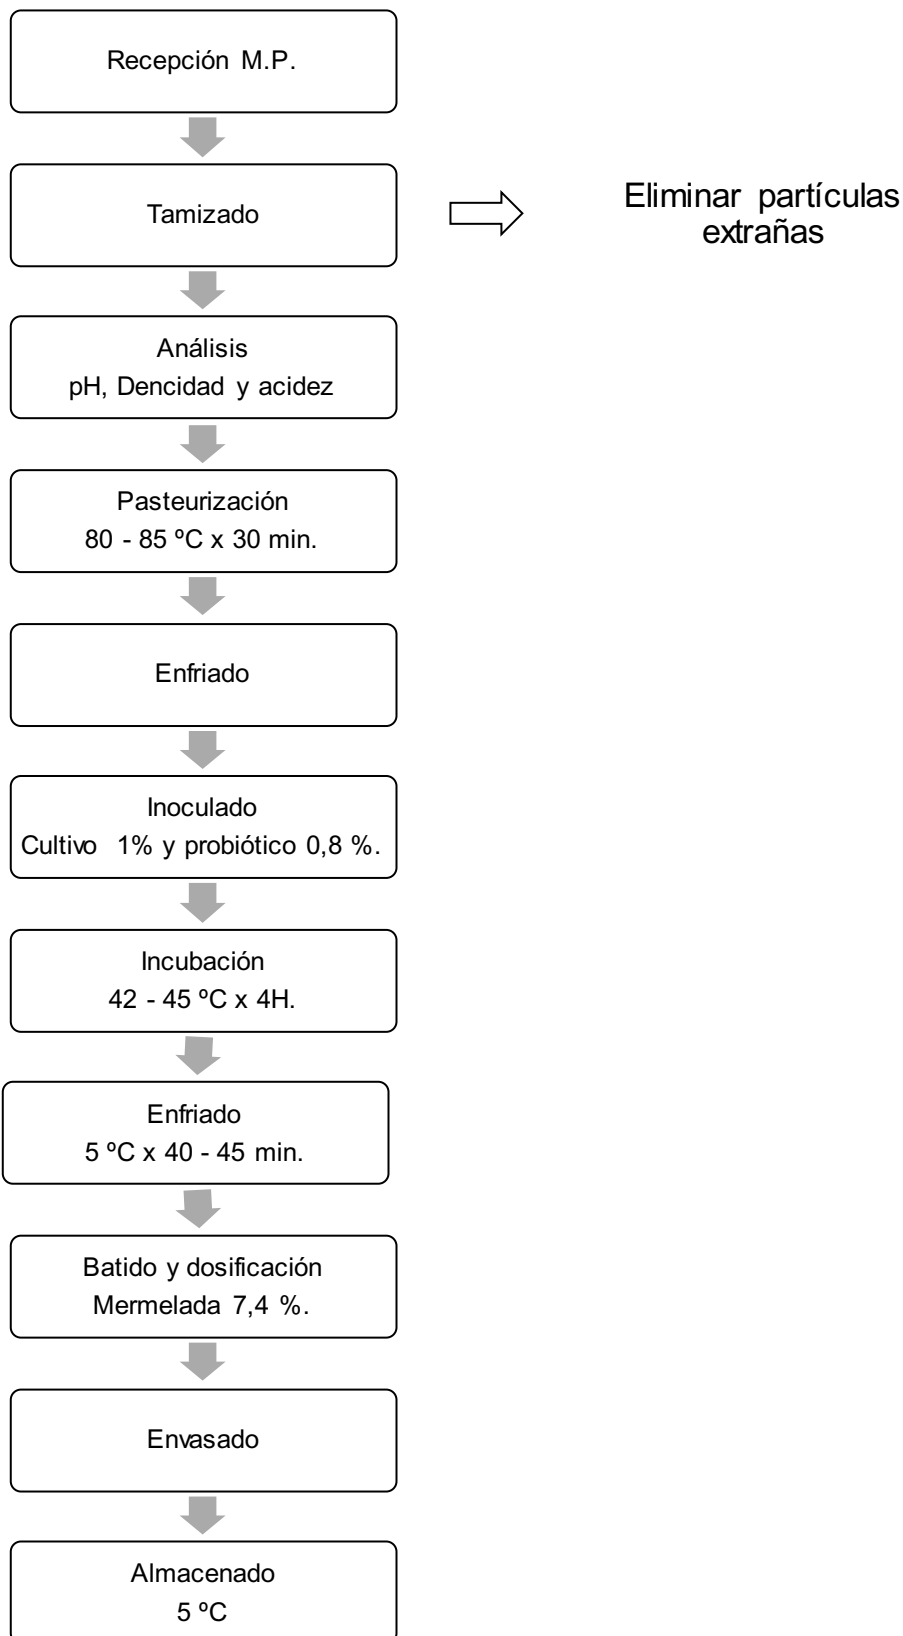 Recepción M.P.
Tamizado
Eliminar partículas
extrañas
Análisis
pH, Dencidad y acidez
Pasteurización
80 - 85 ºC x 30 min.
Enfriado
Inoculado
Cultivo 1% y probiótico 0,8 %.
Incubación
42 - 45 ºC x 4H.
Enfriado
5 ºC x 40 - 45 min.
Batido y dosificación
Mermelada 7,4 %.
Envasado
Almacenado
5 ºC